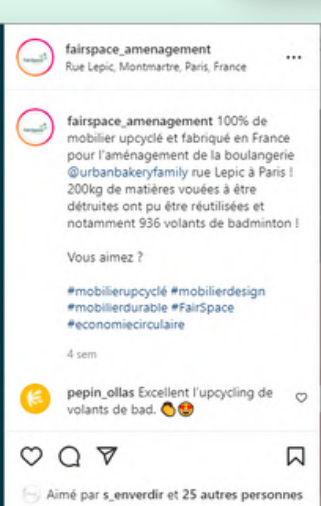 fairspace_amenagement
Rue Lepic, Montmartre, Paris, France
fairspace_amenagement 100% de
mobilier upcyclé et fabriqué en France
pour l'aménagement de la boulangerie
@urbanbakeryfamily rue Lepic à Paris !
200kg de matières vouées à être
détruites ont pu être réutilisées et
notamment 936 volants de badminton !
Vous aimez ?
#mobilierupcyclé #mobilierdesign
#mobilierdurable #FairSpace
#economiecirculaire
4 sem
pepin_ollas Excellent l'upcycling de
volants de bad. 👏😍
Aimé par s_enverdir et 25 autres personnes